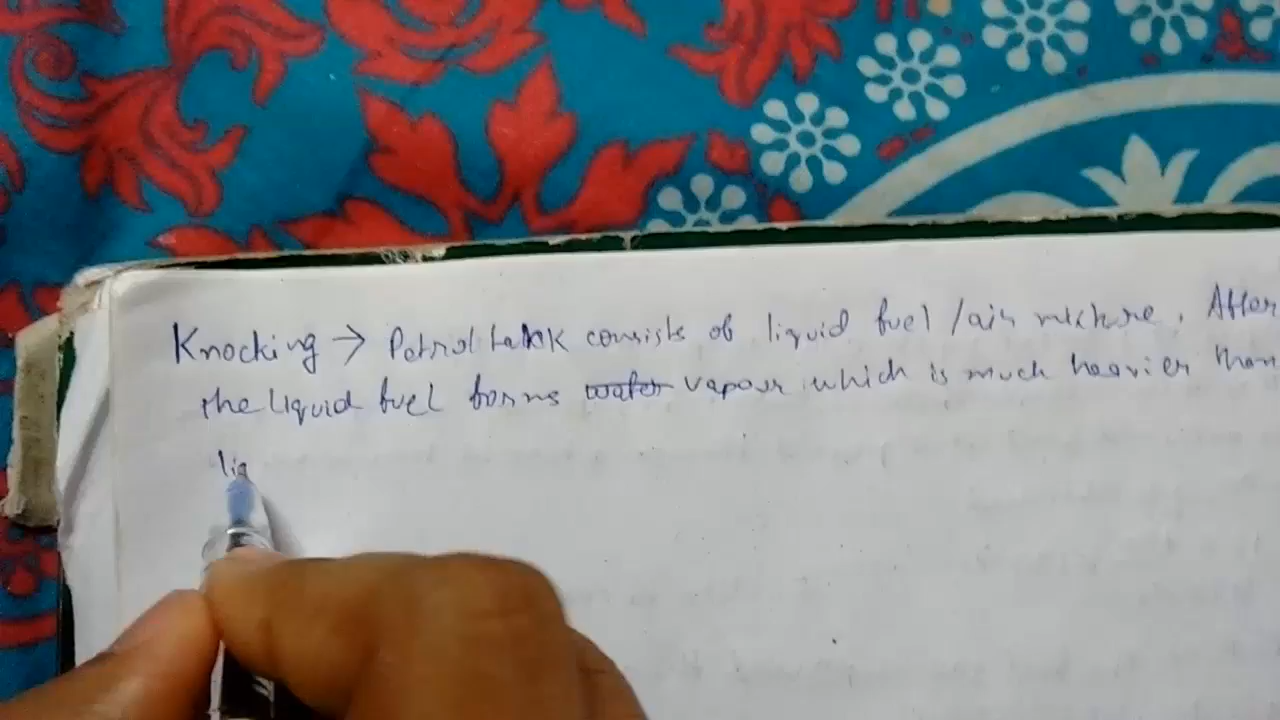 Knocking → Petrol tank consists of liquid fuel /air mixture. After
the liquid fuel forms water vapour which is much heavier than
liq